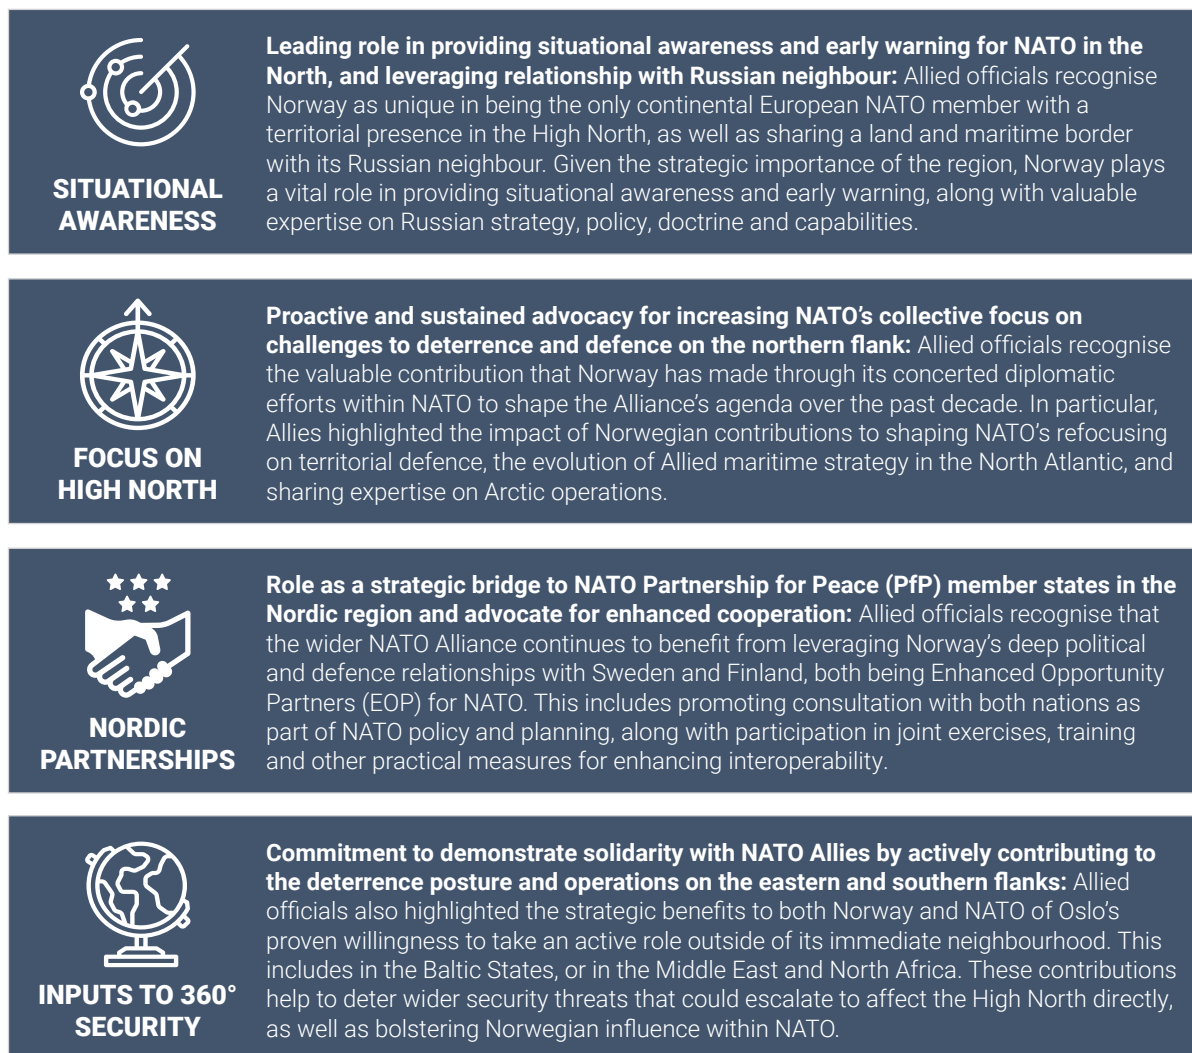 SITUATIONAL
AWARENESS
Leading role in providing situational awareness and early warning for NATO in the
North, and leveraging relationship with Russian neighbour: Allied officials recognise
Norway as unique in being the only continental European NATO member with a
territorial presence in the High North, as well as sharing a land and maritime border
with its Russian neighbour. Given the strategic importance of the region, Norway plays
a vital role in providing situational awareness and early warning, along with valuable
expertise on Russian strategy, policy, doctrine and capabilities.
FOCUS ON
HIGH NORTH
Proactive and sustained advocacy for increasing NATO's collective focus on
challenges to deterrence and defence on the northern flank: Allied officials recognise
the valuable contribution that Norway has made through its concerted diplomatic
efforts within NATO to shape the Alliance's agenda over the past decade. In particular,
Allies highlighted the impact of Norwegian contributions to shaping NATO's refocusing
on territorial defence, the evolution of Allied maritime strategy in the North Atlantic, and
sharing expertise on Arctic operations.
NORDIC
PARTNERSHIPS
Role as a strategic bridge to NATO Partnership for Peace (PfP) member states in the
Nordic region and advocate for enhanced cooperation: Allied officials recognise that
the wider NATO Alliance continues to benefit from leveraging Norway's deep political
and defence relationships with Sweden and Finland, both being Enhanced Opportunity
Partners (EOP) for NATO. This includes promoting consultation with both nations as
part of NATO policy and planning, along with participation in joint exercises, training
and other practical measures for enhancing interoperability.
INPUTS TO 360°
SECURITY
Commitment to demonstrate solidarity with NATO Allies by actively contributing to
the deterrence posture and operations on the eastern and southern flanks: Allied
officials also highlighted the strategic benefits to both Norway and NATO of Oslo's
proven willingness to take an active role outside of its immediate neighbourhood. This
includes in the Baltic States, or in the Middle East and North Africa. These contributions
help to deter wider security threats that could escalate to affect the High North directly,
as well as bolstering Norwegian influence within NATO.